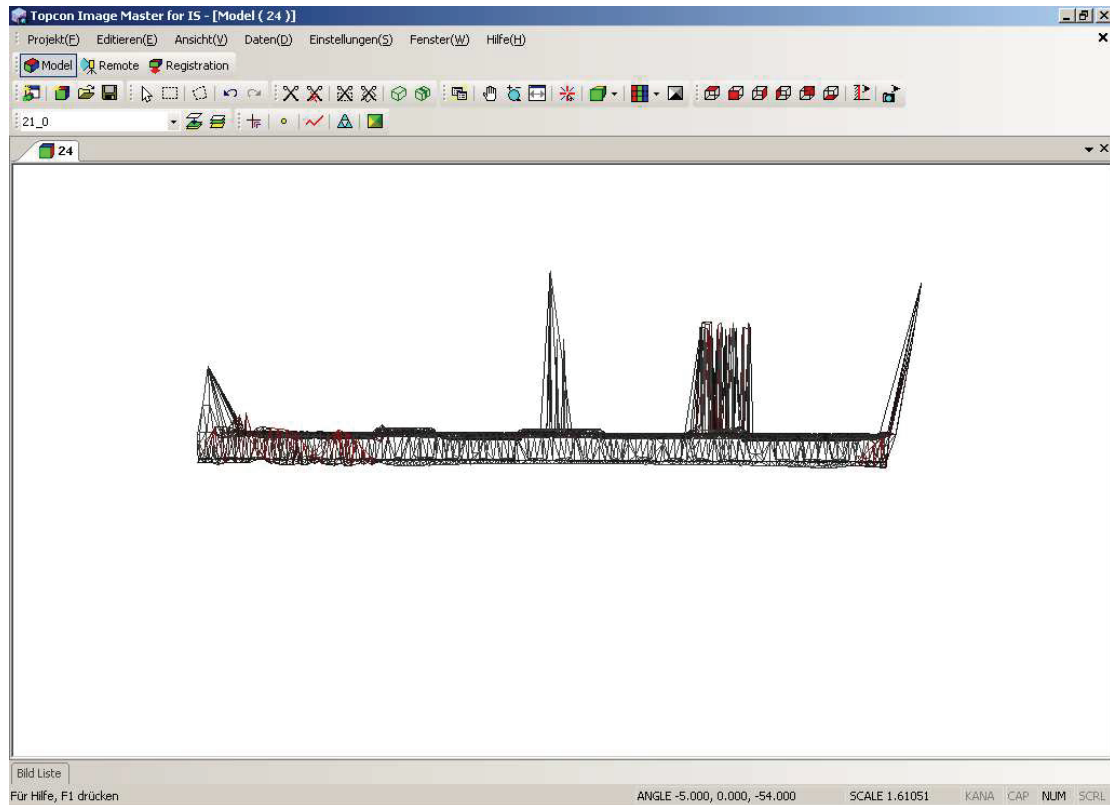 Topcon Image Master for IS - [Model ( 24 )]
Projekt(F) Editieren(E) Ansicht(V) Daten(D) Einstellungen(S) Fenster(W) Hilfe(H)
Model Remote Registration
21_0
24
Bild Liste
Für Hilfe, F1 drücken ANGLE -5.000, 0.000, -54.000 SCALE 1.61051 KANA CAP NUM SCRL